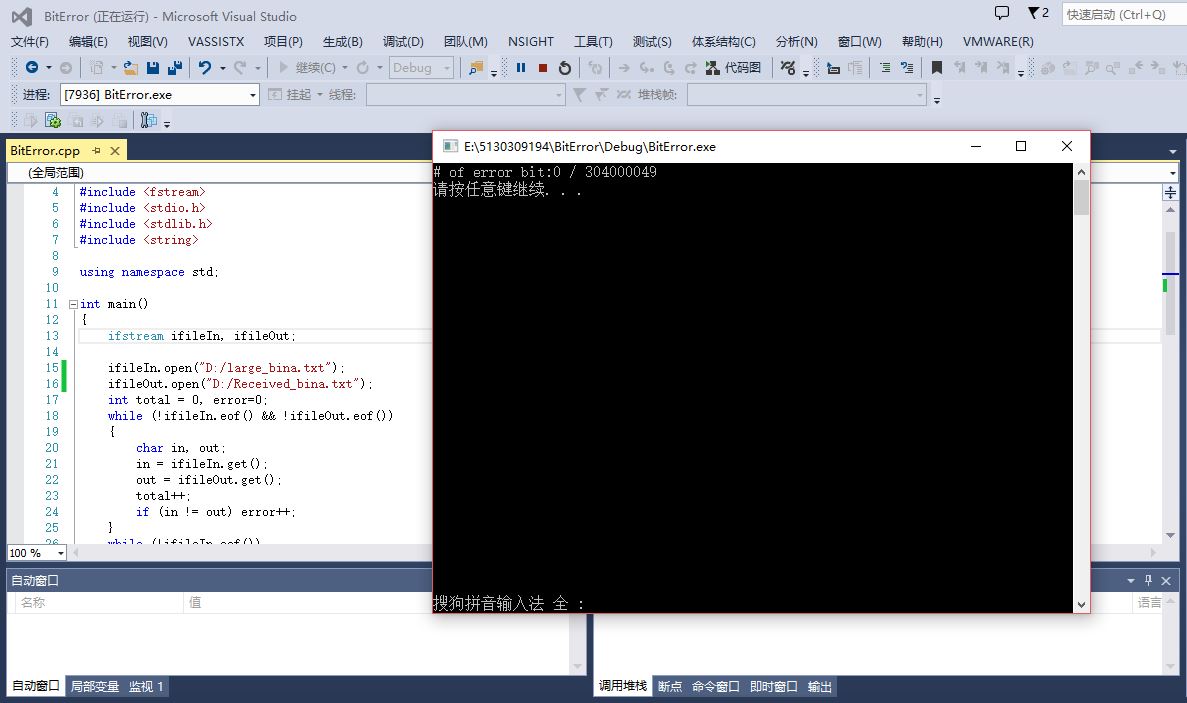 BitError (正在运行) - Microsoft Visual Studio
2
快速启动 (Ctrl+Q)
文件(F) 编辑(E) 视图(V) VASSISTX 项目(P) 生成(B) 调试(D) 团队(M) NSIGHT 工具(T) 测试(S) 体系结构(C) 分析(N) 窗口(W) 帮助(H) VMWARE(R)
继续(C) Debug 代码图
进程: [7936] BitError.exe 挂起 线程: 堆栈帧:
BitError.cpp
(全局范围)
4 #include <fstream>
5 #include <stdio.h>
6 #include <stdlib.h>
7 #include <string>
8
9 using namespace std;
10
11 int main()
12 {
13 ifstream ifileIn, ifileOut;
14
15 ifileIn.open("D:/large_bina.txt");
16 ifileOut.open("D:/Received_bina.txt");
17 int total = 0, error=0;
18 while (!ifileIn.eof() && !ifileOut.eof())
19 {
20 char in, out;
21 in = ifileIn.get();
22 out = ifileOut.get();
23 total++;
24 if (in != out) error++;
25 }
26 while (!ifileIn.eof())
100 %
E:\5130309194\BitError\Debug\BitError.exe
# of error bit:0 / 304000049
请按任意键继续. . .
搜狗拼音输入法 全 :
自动窗口
名称 值
语言
自动窗口 局部变量 监视 1
调用堆栈 断点 命令窗口 即时窗口 输出